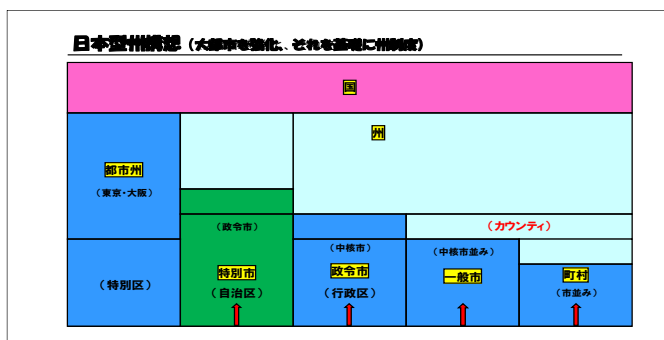 日本型州構想（大都市を強化、それを基礎に州制度）
国
州
都市州
（東京・大阪）
（政令市）
（カウンティ）
（中核市）
（中核市並み）
（特別区）
特別市
政令市
一般市
町村
（自治区）
（行政区）
（市並み）